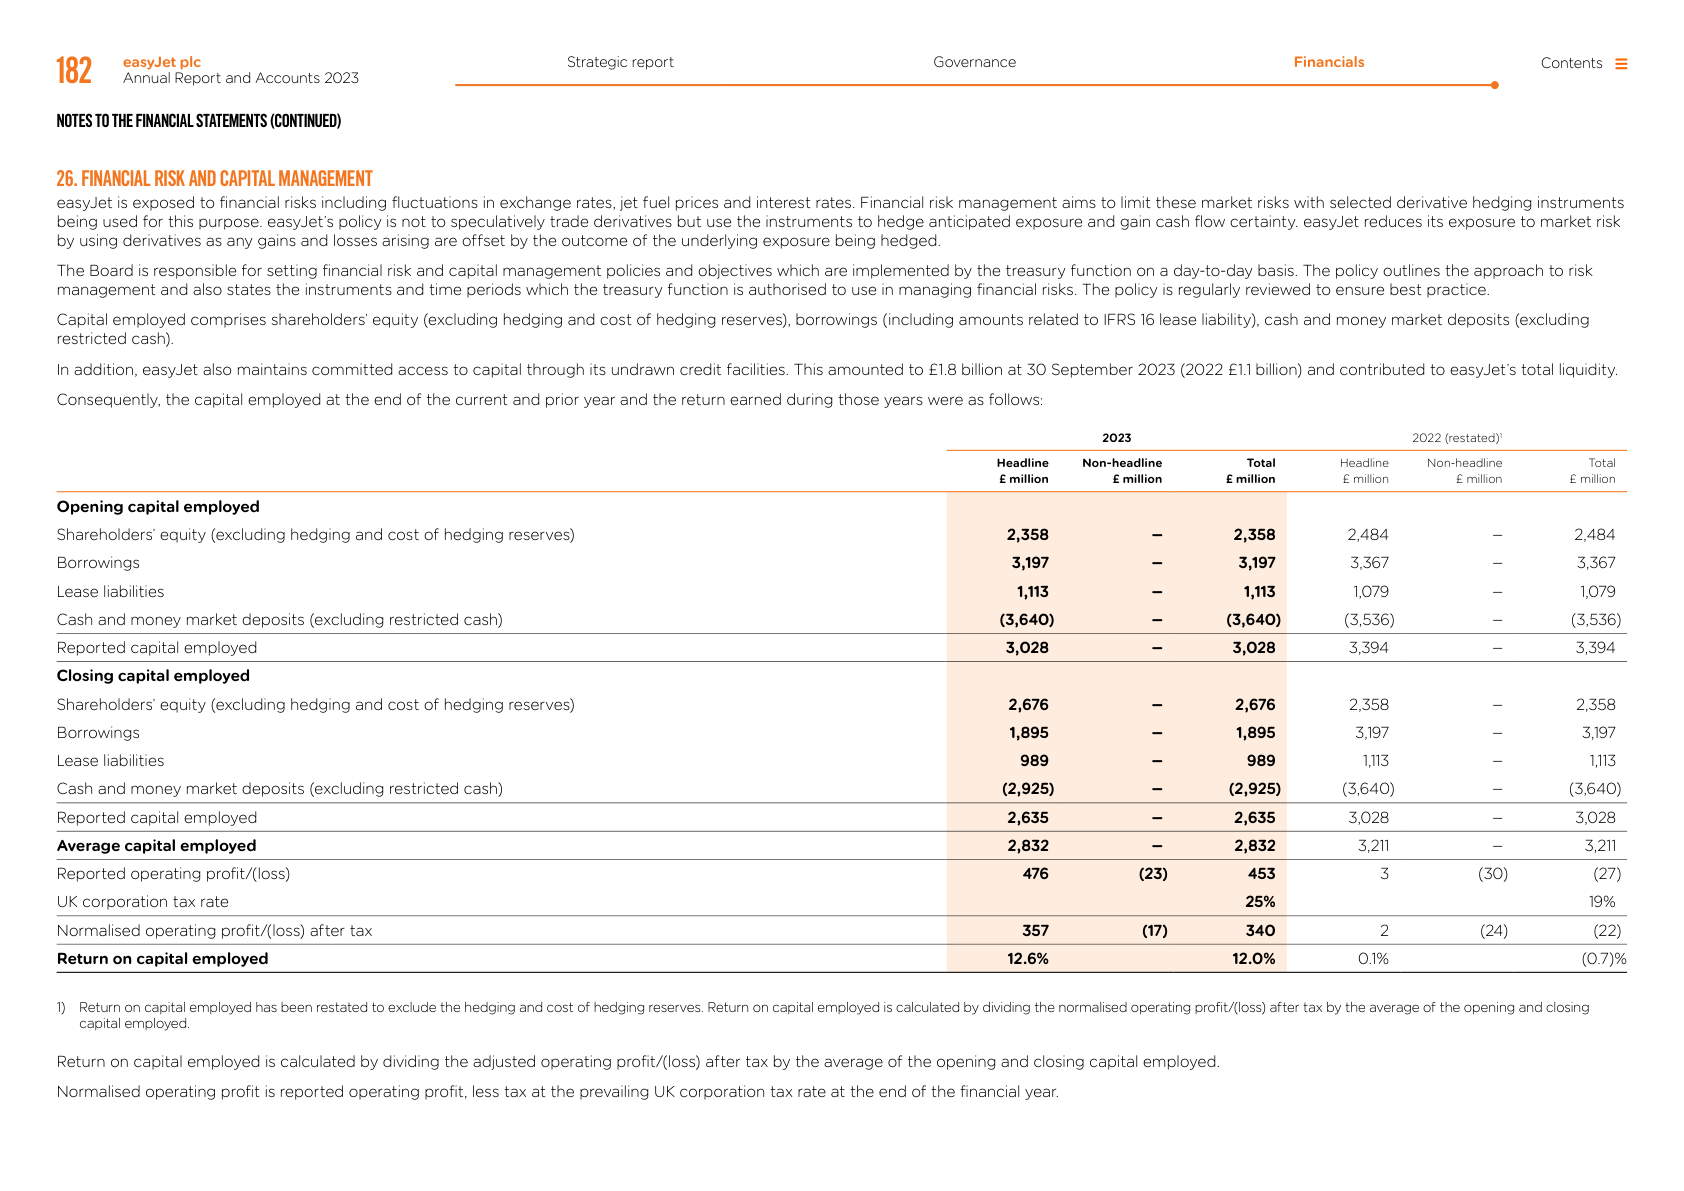 182
easyJet plc
Annual Report and Accounts 2023
Strategic report
Governance
Financials
Contents
NOTES TO THE FINANCIAL STATEMENTS (CONTINUED)
26. FINANCIAL RISK AND CAPITAL MANAGEMENT
easyJet is exposed to financial risks including fluctuations in exchange rates, jet fuel prices and interest rates. Financial risk management aims to limit these market risks with selected derivative hedging instruments
being used for this purpose. easyJet's policy is not to speculatively trade derivatives but use the instruments to hedge anticipated exposure and gain cash flow certainty. easyJet reduces its exposure to market risk
by using derivatives as any gains and losses arising are offset by the outcome of the underlying exposure being hedged.
The Board is responsible for setting financial risk and capital management policies and objectives which are implemented by the treasury function on a day-to-day basis. The policy outlines the approach to risk
management and also states the instruments and time periods which the treasury function is authorised to use in managing financial risks. The policy is regularly reviewed to ensure best practice.
Capital employed comprises shareholders' equity (excluding hedging and cost of hedging reserves), borrowings (including amounts related to IFRS 16 lease liability), cash and money market deposits (excluding
restricted cash).
In addition, easyJet also maintains committed access to capital through its undrawn credit facilities. This amounted to £1.8 billion at 30 September 2023 (2022 £1.1 billion) and contributed to easyJet's total liquidity.
Consequently, the capital employed at the end of the current and prior year and the return earned during those years were as follows:
2023 2022 (restated)¹
Headline Non-headline Total Headline Non-headline Total
£ million £ million £ million £ million £ million £ million
Opening capital employed
Shareholders' equity (excluding hedging and cost of hedging reserves) 2,358 – 2,358 2,484 – 2,484
Borrowings 3,197 – 3,197 3,367 – 3,367
Lease liabilities 1,113 – 1,113 1,079 – 1,079
Cash and money market deposits (excluding restricted cash) (3,640) – (3,640) (3,536) – (3,536)
Reported capital employed 3,028 – 3,028 3,394 – 3,394
Closing capital employed
Shareholders' equity (excluding hedging and cost of hedging reserves) 2,676 – 2,676 2,358 – 2,358
Borrowings 1,895 – 1,895 3,197 – 3,197
Lease liabilities 989 – 989 1,113 – 1,113
Cash and money market deposits (excluding restricted cash) (2,925) – (2,925) (3,640) – (3,640)
Reported capital employed 2,635 – 2,635 3,028 – 3,028
Average capital employed 2,832 – 2,832 3,211 – 3,211
Reported operating profit/(loss) 476 (23) 453 3 (30) (27)
UK corporation tax rate 25% 19%
Normalised operating profit/(loss) after tax 357 (17) 340 2 (24) (22)
Return on capital employed 12.6% 12.0% 0.1% (0.7)%
1) Return on capital employed has been restated to exclude the hedging and cost of hedging reserves. Return on capital employed is calculated by dividing the normalised operating profit/(loss) after tax by the average of the opening and closing
capital employed.
Return on capital employed is calculated by dividing the adjusted operating profit/(loss) after tax by the average of the opening and closing capital employed.
Normalised operating profit is reported operating profit, less tax at the prevailing UK corporation tax rate at the end of the financial year.